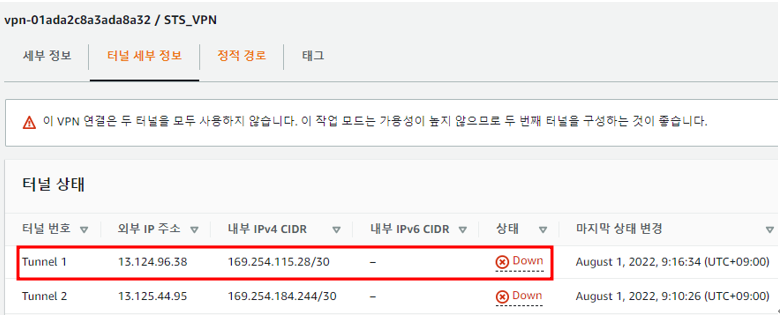 vpn-01ada2c8a3ada8a32 / STS_VPN
세부 정보 터널 세부 정보 정적 경로 태그
이 VPN 연결은 두 터널을 모두 사용하지 않습니다. 이 작업 모드는 가용성이 높지 않으므로 두 번째 터널을 구성하는 것이 좋습니다.
터널 상태
터널 번호 외부 IP 주소 내부 IPv4 CIDR 내부 IPv6 CIDR 상태 마지막 상태 변경
Tunnel 1 13.124.96.38 169.254.115.28/30 – Down August 1, 2022, 9:16:34 (UTC+09:00)
Tunnel 2 13.125.44.95 169.254.184.244/30 – Down August 1, 2022, 9:10:26 (UTC+09:00)